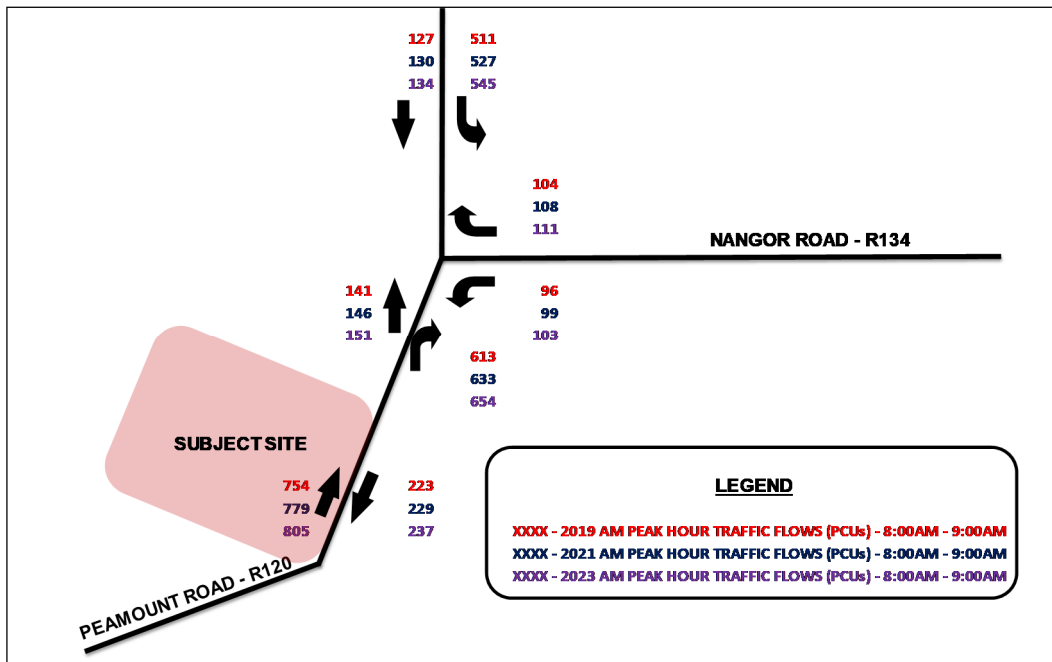 127 511
130 527
134 545
104
108
111
NANGOR ROAD - R134
141 96
146 99
151 103
613
633
654
SUBJECT SITE
754 223
779 229
805 237
PEAMOUNT ROAD - R120
LEGEND
XXXX - 2019 AM PEAK HOUR TRAFFIC FLOWS (PCUs) - 8:00AM - 9:00AM
XXXX - 2021 AM PEAK HOUR TRAFFIC FLOWS (PCUs) - 8:00AM - 9:00AM
XXXX - 2023 AM PEAK HOUR TRAFFIC FLOWS (PCUs) - 8:00AM - 9:00AM